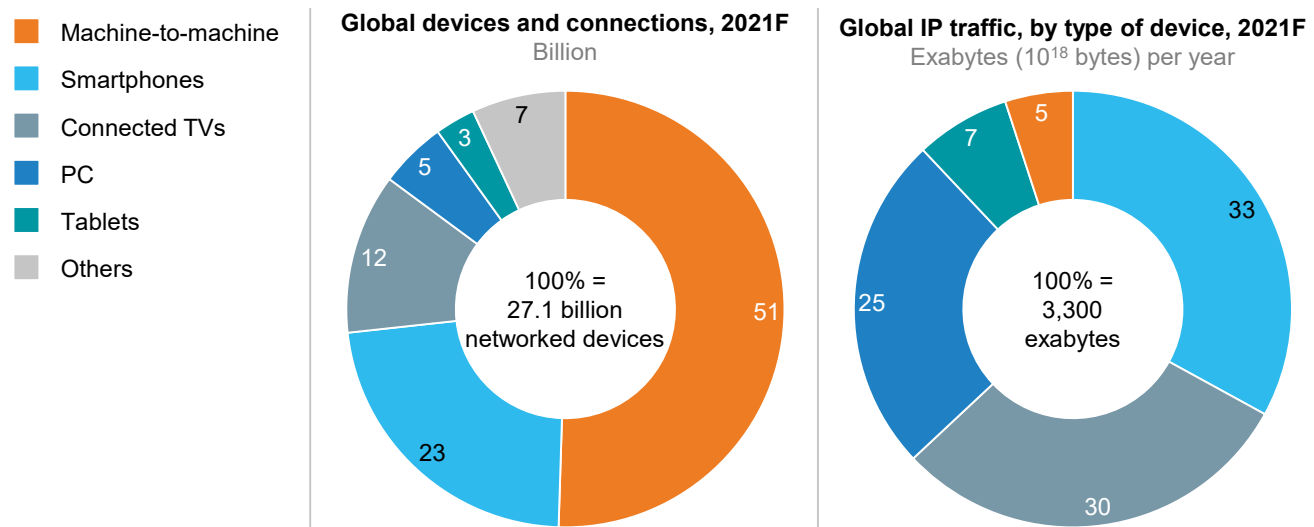 Machine-to-machine
Smartphones
Connected TVs
PC
Tablets
Others
Global devices and connections, 2021F
Billion
7
3
5
12
23
51
100% =
27.1 billion
networked devices
Global IP traffic, by type of device, 2021F
Exabytes (10¹⁸ bytes) per year
5
7
33
25
30
100% =
3,300
exabytes